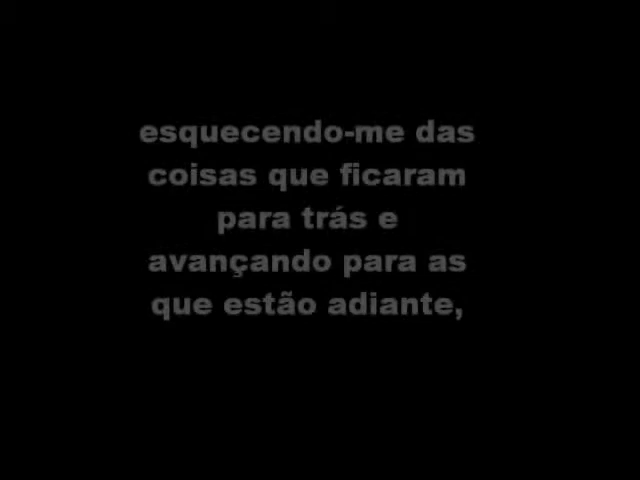 esquecendo-me das
coisas que ficaram
para trás e
avançando para as
que estão adiante,